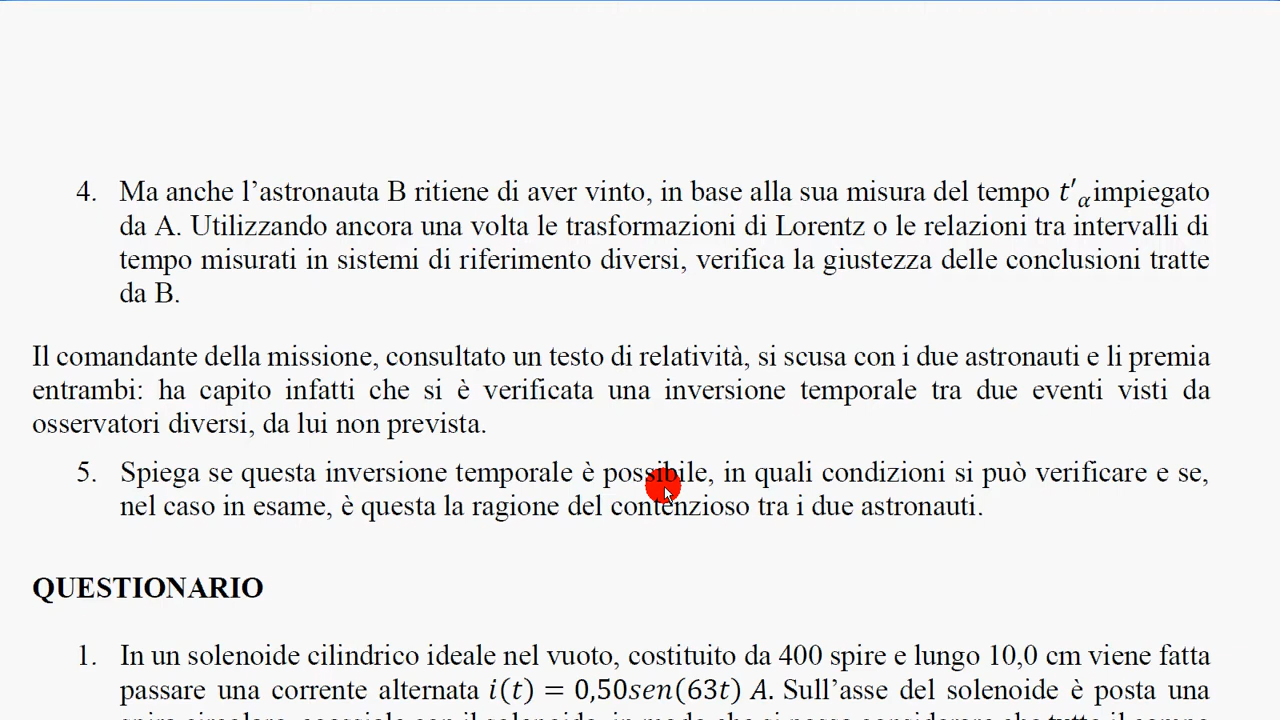 4. Ma anche l’astronauta B ritiene di aver vinto, in base alla sua misura del tempo t′α impiegato
da A. Utilizzando ancora una volta le trasformazioni di Lorentz o le relazioni tra intervalli di
tempo misurati in sistemi di riferimento diversi, verifica la giustezza delle conclusioni tratte
da B.
Il comandante della missione, consultato un testo di relatività, si scusa con i due astronauti e li premia
entrambi: ha capito infatti che si è verificata una inversione temporale tra due eventi visti da
osservatori diversi, da lui non prevista.
5. Spiega se questa inversione temporale è possibile, in quali condizioni si può verificare e se,
nel caso in esame, è questa la ragione del contenzioso tra i due astronauti.
QUESTIONARIO
1. In un solenoide cilindrico ideale nel vuoto, costituito da 400 spire e lungo 10,0 cm viene fatta
passare una corrente alternata i(t) = 0,50sen(63t) A. Sull’asse del solenoide è posta una